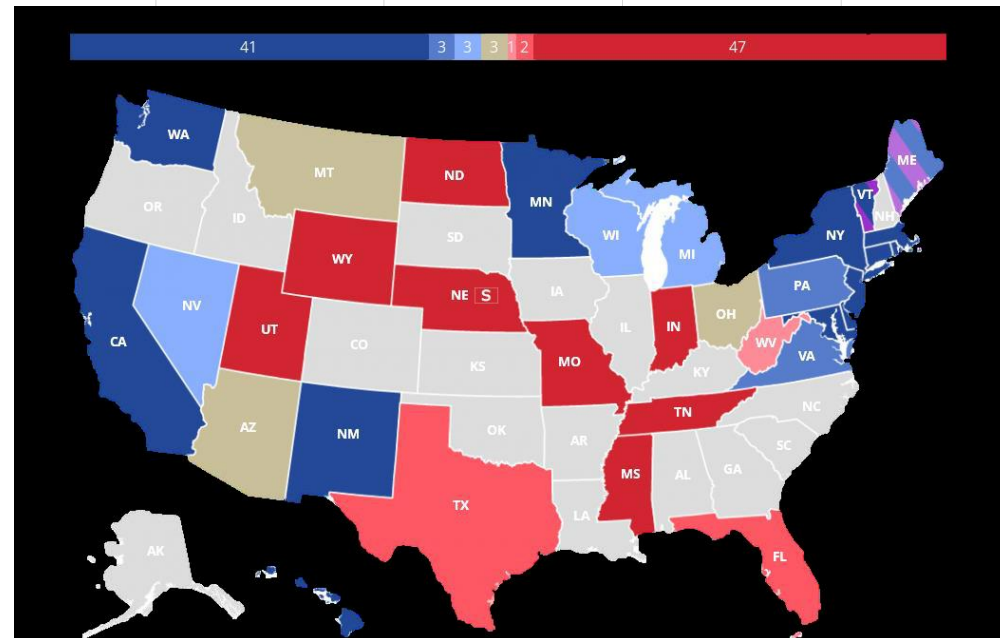 41 3 3 3 1 2 47
WA
MT
ND
MN
ME
OR
ID
SD
WI
MI
VT
NH
NY
WY
IA
PA
NE S
NV
UT
CO
IL
IN
OH
CA
KS
MO
WV
VA
KY
AZ
NM
OK
TN
NC
AR
SC
TX
MS
AL
GA
LA
AK
FL